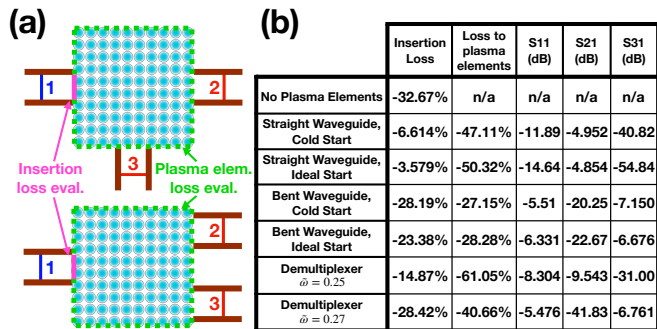 (a)
1
2
3
Insertion
loss eval.
Plasma elem.
loss eval.
1
2
3
(b)
Insertion Loss | Loss to plasma elements | S11 (dB) | S21 (dB) | S31 (dB)
No Plasma Elements | -32.67% | n/a | n/a | n/a | n/a
Straight Waveguide, Cold Start | -6.614% | -47.11% | -11.89 | -4.952 | -40.82
Straight Waveguide, Ideal Start | -3.579% | -50.32% | -14.64 | -4.854 | -54.84
Bent Waveguide, Cold Start | -28.19% | -27.15% | -5.51 | -20.25 | -7.150
Bent Waveguide, Ideal Start | -23.38% | -28.28% | -6.331 | -22.67 | -6.676
Demultiplexer ω̃ = 0.25 | -14.87% | -61.05% | -8.304 | -9.543 | -31.00
Demultiplexer ω̃ = 0.27 | -28.42% | -40.66% | -5.476 | -41.83 | -6.761